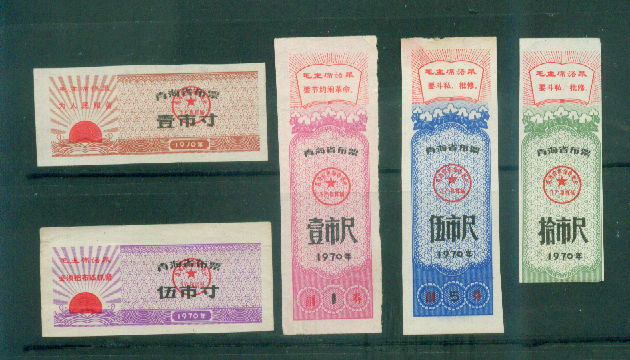 毛主席语录
为人民服务
青海省布票
壹市寸
1970年
毛主席语录
青海省布票
伍市寸
1970年
毛主席语录
要节约闹革命。
青海省布票
壹市尺
1970年
1
毛主席语录
要斗私，批修。
青海省布票
伍市尺
1970年
5
毛主席语录
要斗私，批修。
青海省布票
拾市尺
1970年